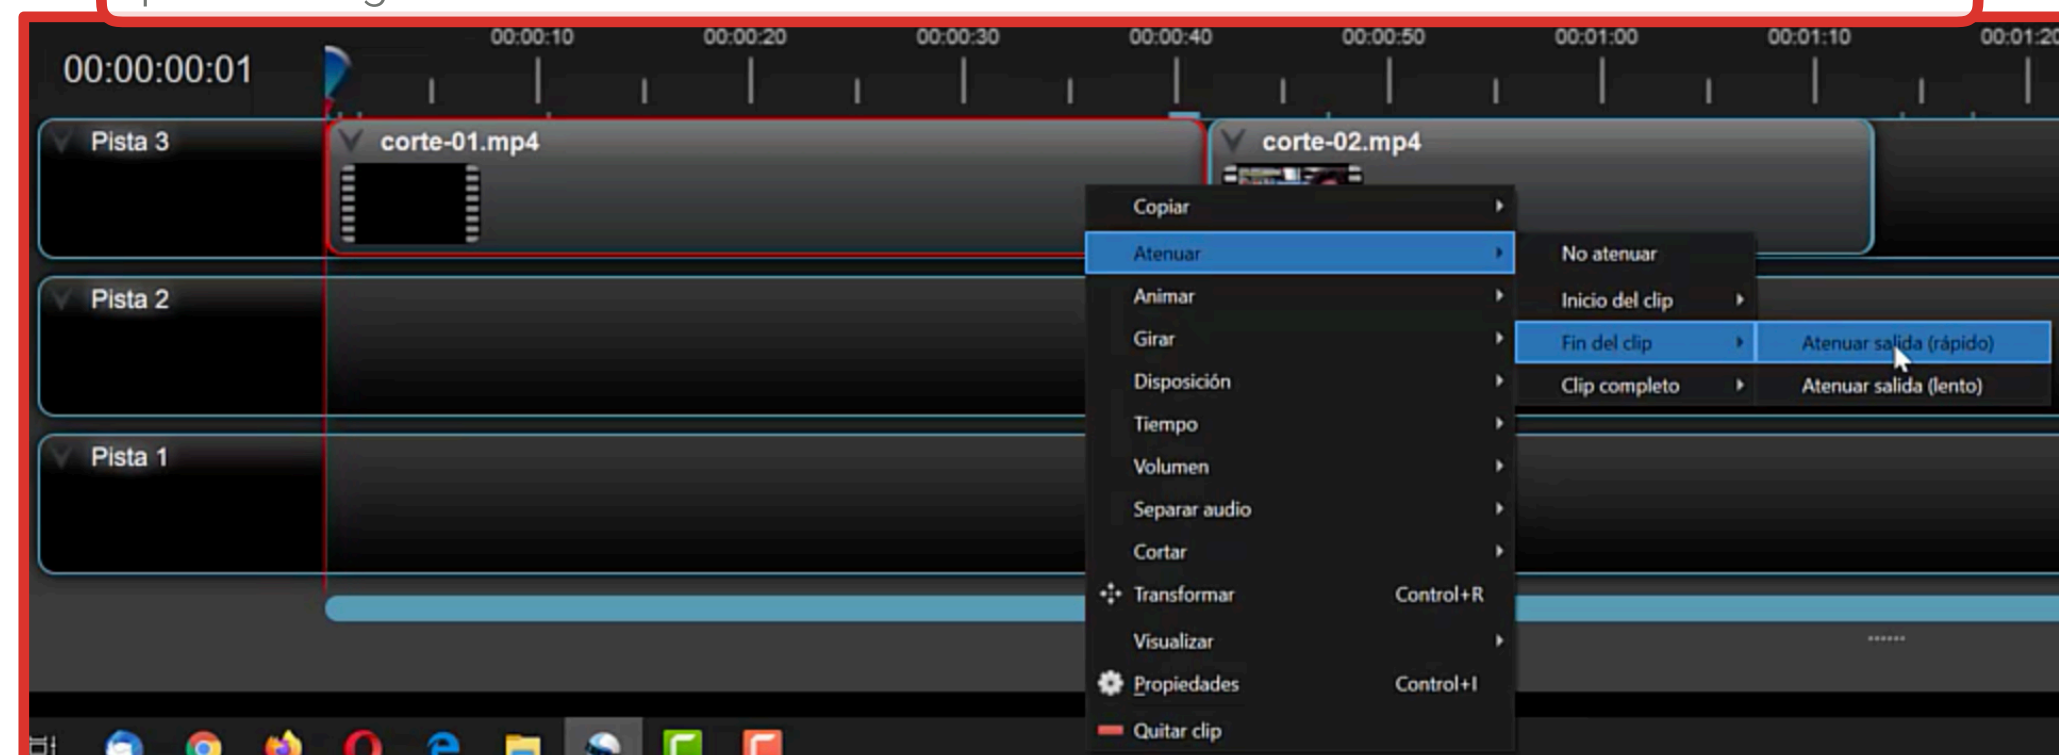 00:00:10 00:00:20 00:00:30 00:00:40 00:00:50 00:01:00 00:01:10 00:01:20
00:00:00:01
Pista 3 corte-01.mp4 corte-02.mp4
Copiar
Atenuar No atenuar
Pista 2 Animar Inicio del clip
Girar Fin del clip Atenuar salida (rápido)
Disposición Clip completo Atenuar salida (lento)
Tiempo
Pista 1 Volumen
Separar audio
Cortar
Transformar Control+R
Visualizar
Propiedades Control+I
Quitar clip